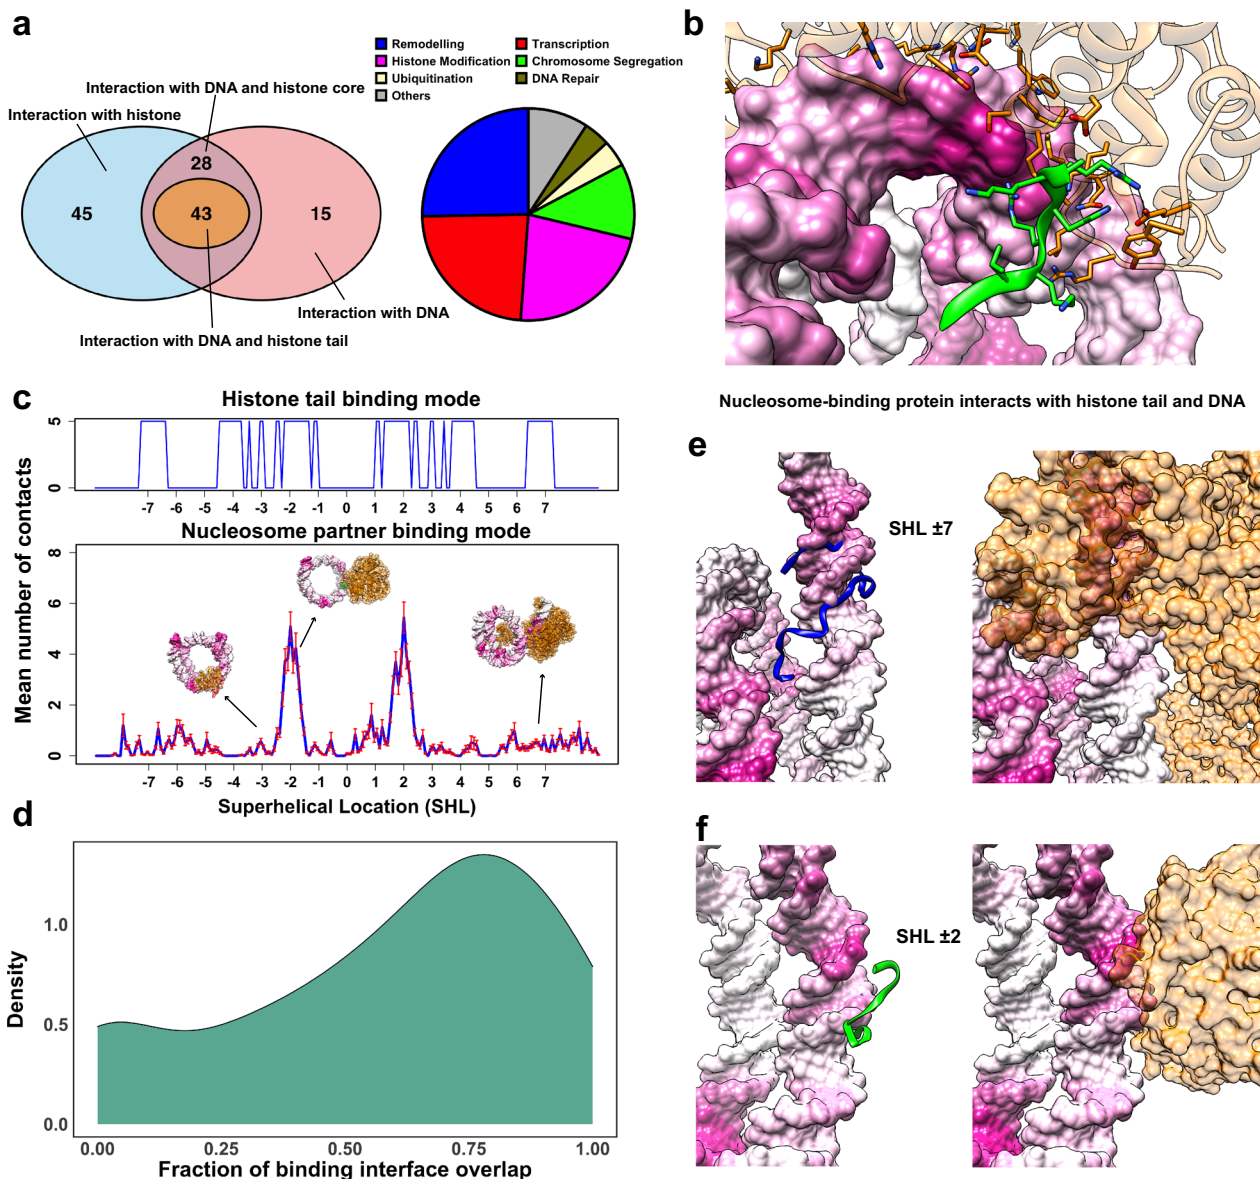 a
Remodelling
Transcription
Histone Modification
Chromosome Segregation
Ubiquitination
DNA Repair
Others
Interaction with DNA and histone core
Interaction with histone
28
45
43
15
Interaction with DNA
Interaction with DNA and histone tail
b
Nucleosome-binding protein interacts with histone tail and DNA
c
Histone tail binding mode
5
0
-7 -6 -5 -4 -3 -2 -1 0 1 2 3 4 5 6 7
Nucleosome partner binding mode
Mean number of contacts
8
6
4
2
0
-7 -6 -5 -4 -3 -2 -1 0 1 2 3 4 5 6 7
Superhelical Location (SHL)
d
Density
1.0
0.5
0.0
0.00 0.25 0.50 0.75 1.00
Fraction of binding interface overlap
e
SHL ±7
f
SHL ±2